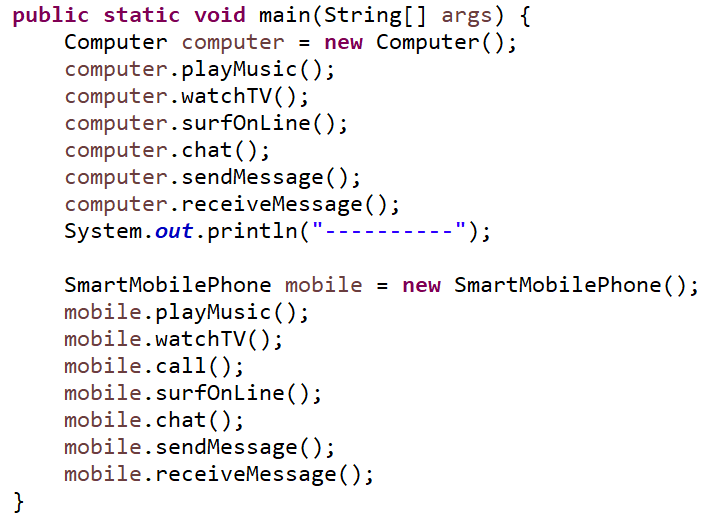 public static void main(String[] args) {
    Computer computer = new Computer();
    computer.playMusic();
    computer.watchTV();
    computer.surfOnLine();
    computer.chat();
    computer.sendMessage();
    computer.receiveMessage();
    System.out.println("----------");

    SmartMobilePhone mobile = new SmartMobilePhone();
    mobile.playMusic();
    mobile.watchTV();
    mobile.call();
    mobile.surfOnLine();
    mobile.chat();
    mobile.sendMessage();
    mobile.receiveMessage();
}